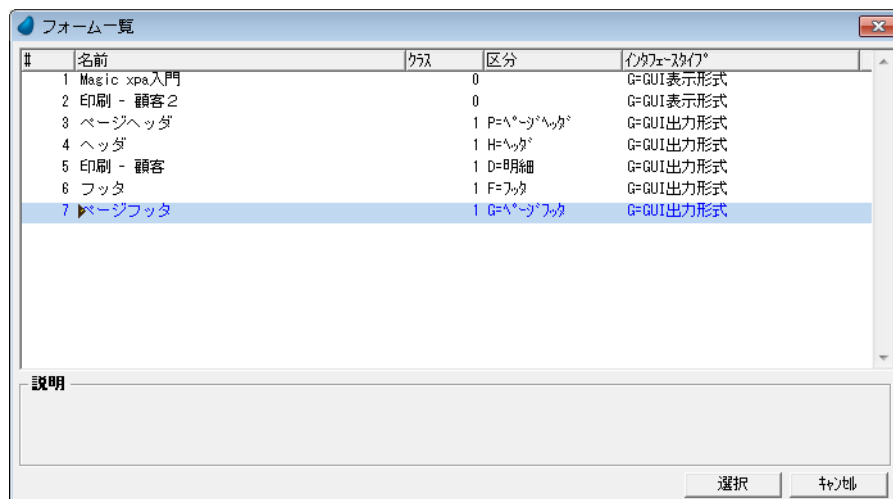 フォーム一覧
# 名前 クラス 区分 インタフェースタイプ
1 Magic xpa入門 0 G=GUI表示形式
2 印刷 - 顧客2 0 G=GUI表示形式
3 ページヘッダ 1 P=ページヘッダ G=GUI出力形式
4 ヘッダ 1 H=ヘッダ G=GUI出力形式
5 印刷 - 顧客 1 D=明細 G=GUI出力形式
6 フッタ 1 F=フッタ G=GUI出力形式
7 ページフッタ 1 G=ページフッタ G=GUI出力形式
説明
選択 キャンセル